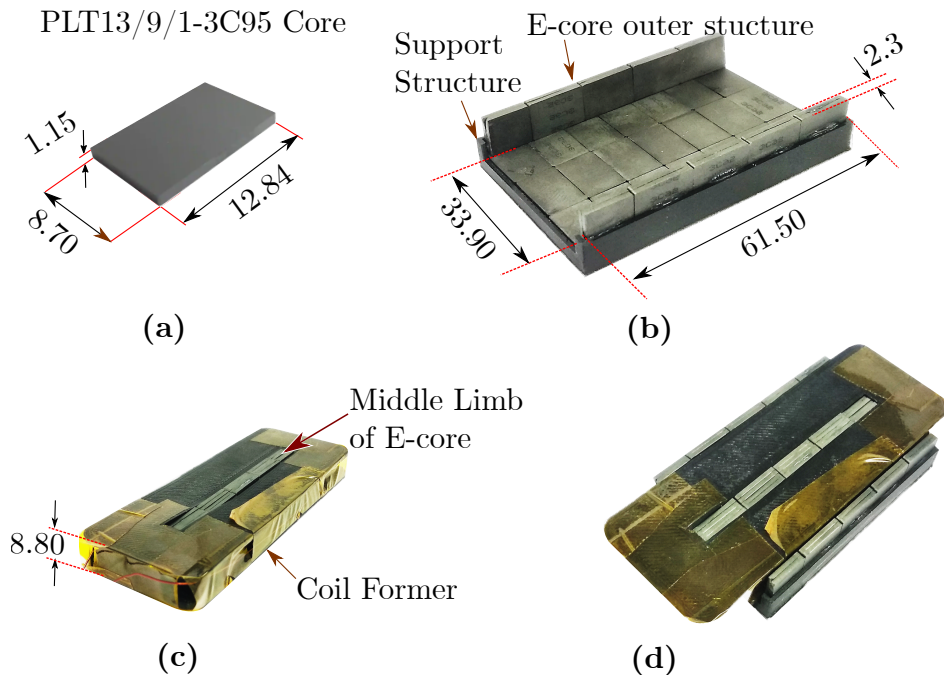 PLT13/9/1-3C95 Core
1.15
8.70
12.84
(a)
Support
Structure
E-core outer stucture
2.3
33.90
61.50
(b)
Middle Limb
of E-core
8.80
Coil Former
(c)
(d)